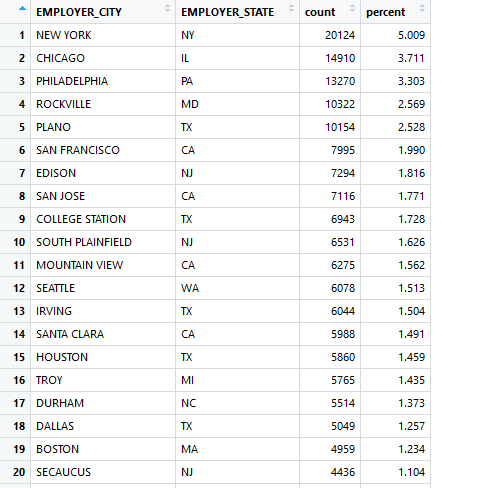 EMPLOYER_CITY EMPLOYER_STATE count percent
1 NEW YORK NY 20124 5.009
2 CHICAGO IL 14910 3.711
3 PHILADELPHIA PA 13270 3.303
4 ROCKVILLE MD 10322 2.569
5 PLANO TX 10154 2.528
6 SAN FRANCISCO CA 7995 1.990
7 EDISON NJ 7294 1.816
8 SAN JOSE CA 7116 1.771
9 COLLEGE STATION TX 6943 1.728
10 SOUTH PLAINFIELD NJ 6531 1.626
11 MOUNTAIN VIEW CA 6275 1.562
12 SEATTLE WA 6078 1.513
13 IRVING TX 6044 1.504
14 SANTA CLARA CA 5988 1.491
15 HOUSTON TX 5860 1.459
16 TROY MI 5765 1.435
17 DURHAM NC 5514 1.373
18 DALLAS TX 5049 1.257
19 BOSTON MA 4959 1.234
20 SECAUCUS NJ 4436 1.104